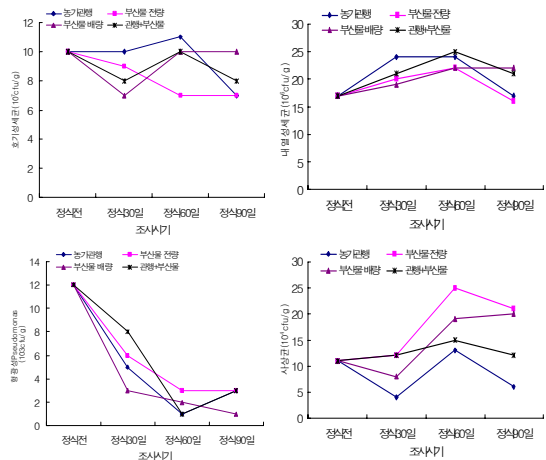 농가관행 부산물 전량
부산물 배량 관행+부산물
호기성세균(10⁶cfu/g)
12
10
8
6
4
2
0
정식전 정식30일 정식60일 정식90일
조사시기
농가관행 부산물 전량
부산물 배량 관행+부산물
내열성세균(10⁶cfu/g)
30
25
20
15
10
5
0
정식전 정식30일 정식60일 정식90일
조사시기
농가관행 부산물 전량
부산물 배량 관행+부산물
형광성Pseudomonas
(103cfu/g)
14
12
10
8
6
4
2
0
정식전 정식30일 정식60일 정식90일
조사시기
농가관행 부산물 전량
부산물 배량 관행+부산물
사상균(10⁴cfu/g)
30
25
20
15
10
5
0
정식전 정식30일 정식60일 정식90일
조사시기